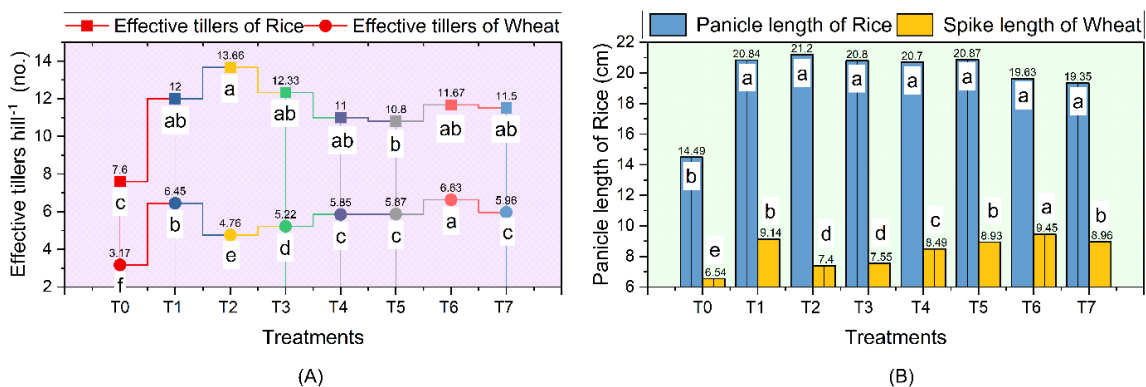 Effective tillers of Rice
Effective tillers of Wheat
Effective tillers hill⁻¹ (no.)
14
12
10
8
6
4
2
7.6
c
12
ab
13.66
a
12.33
ab
11
ab
10.8
b
11.67
ab
11.5
ab
3.17
f
6.45
b
4.76
e
5.22
d
5.85
c
5.87
c
6.63
a
5.96
c
T0 T1 T2 T3 T4 T5 T6 T7
Treatments
(A)
Panicle length of Rice
Spike length of Wheat
Panicle length of Rice (cm)
22
20
18
16
14
12
10
8
6
14.49
b
20.84
a
21.2
a
20.8
a
20.7
a
20.87
a
19.63
a
19.35
a
e
6.54
b
9.14
d
7.4
d
7.55
c
8.49
b
8.93
a
9.45
b
8.96
T0 T1 T2 T3 T4 T5 T6 T7
Treatments
(B)